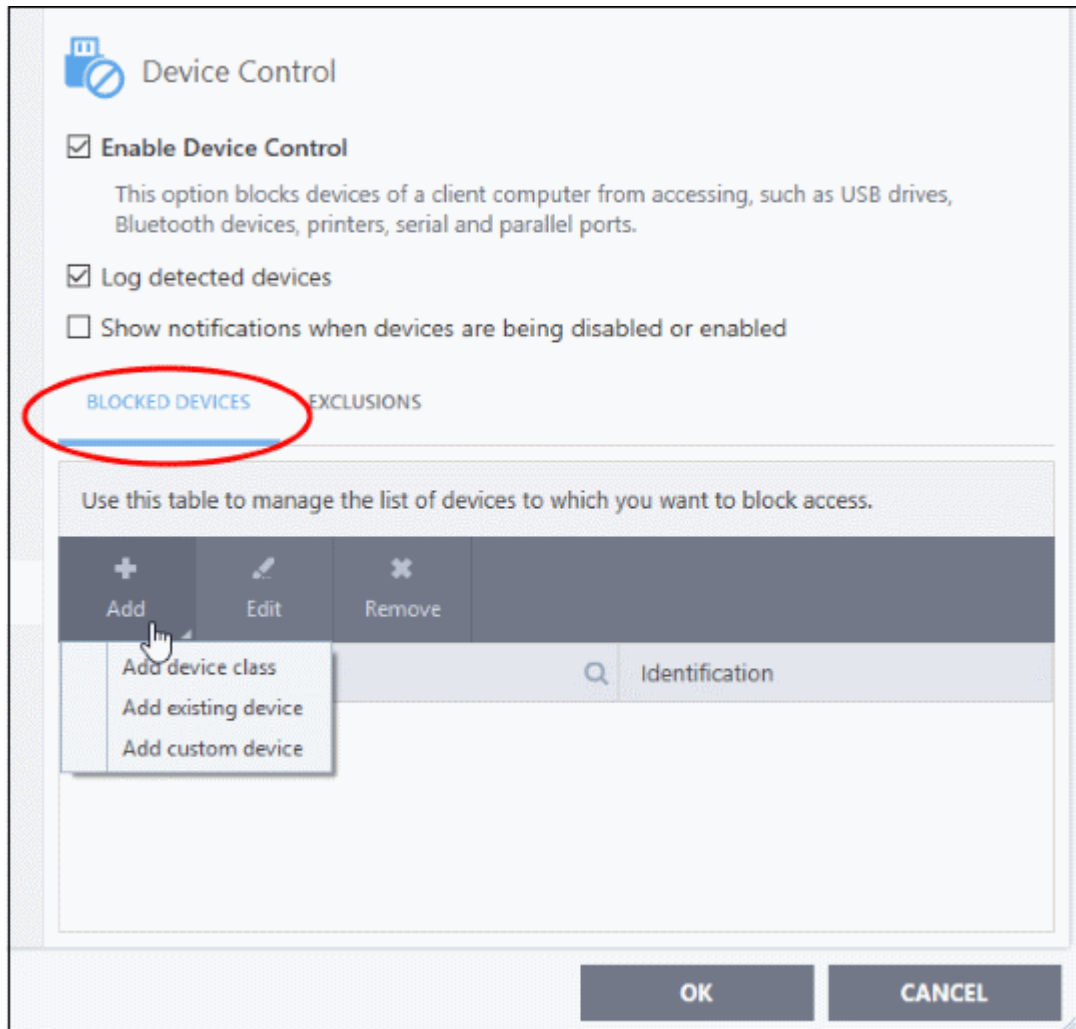 Device Control
Enable Device Control
This option blocks devices of a client computer from accessing, such as USB drives,
Bluetooth devices, printers, serial and parallel ports.
Log detected devices
Show notifications when devices are being disabled or enabled
BLOCKED DEVICES EXCLUSIONS
Use this table to manage the list of devices to which you want to block access.
Add Edit Remove
Add device class
Identification
Add existing device
Add custom device
OK CANCEL